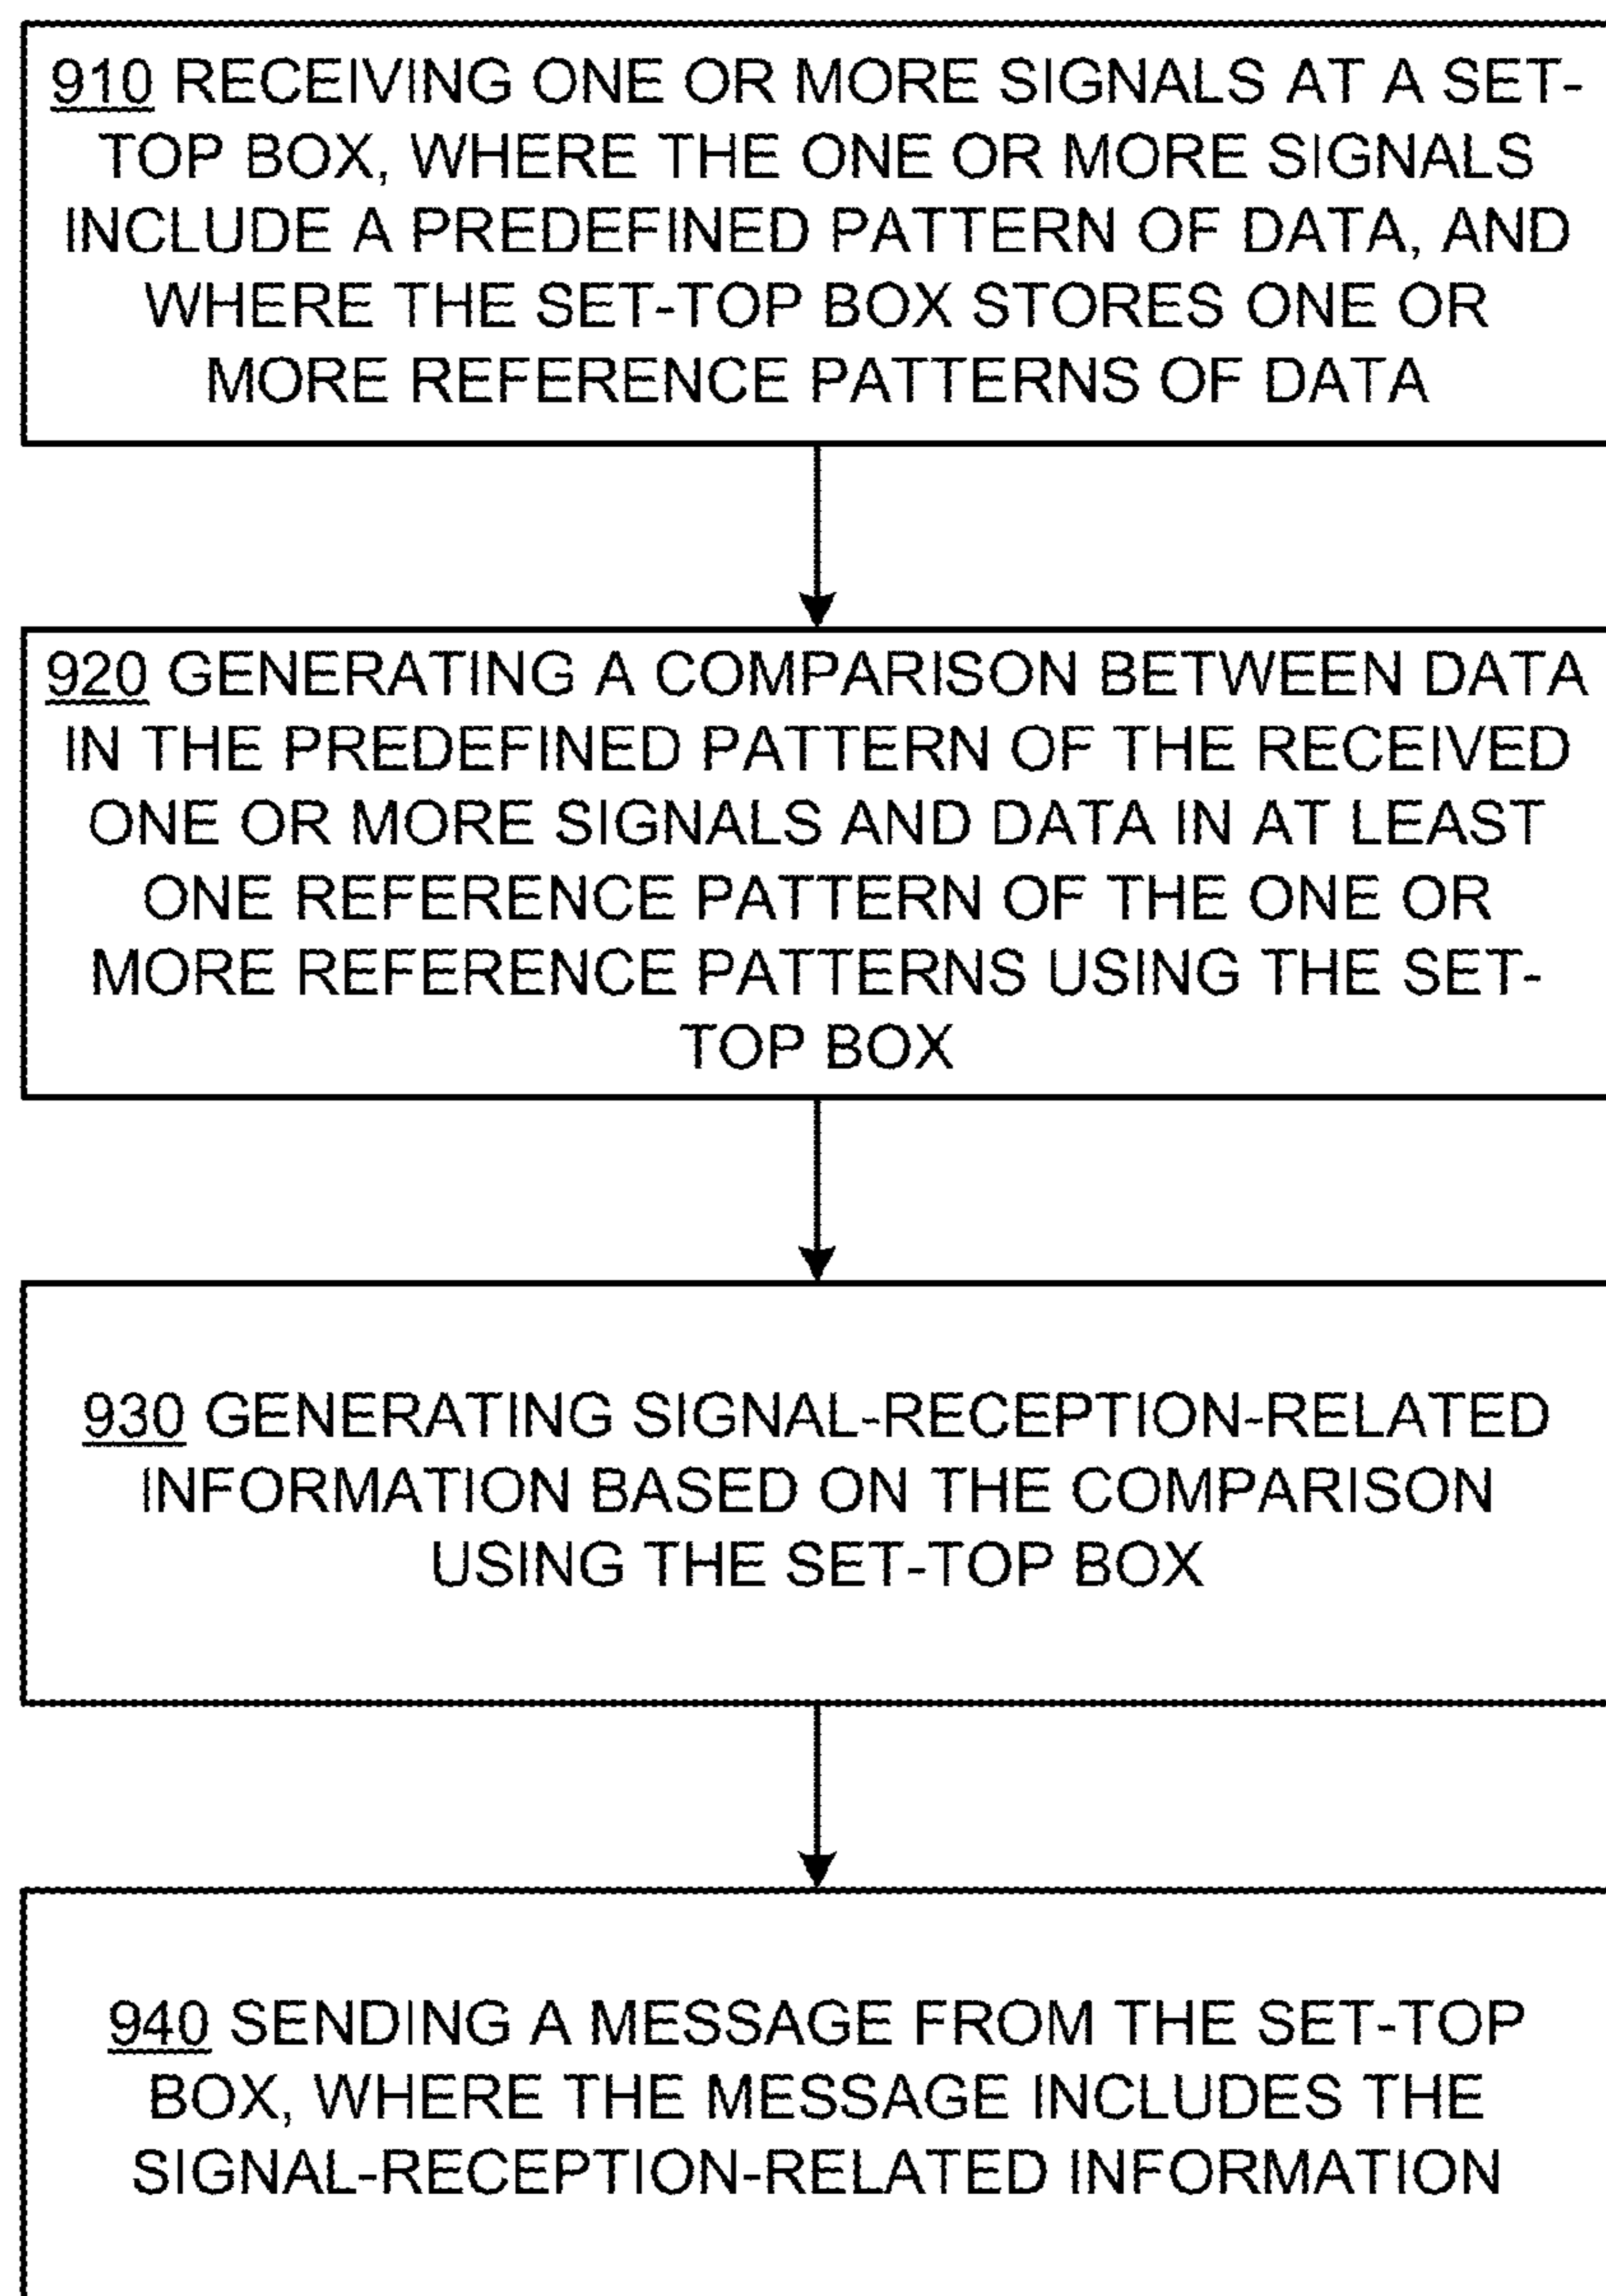 910 RECEIVING ONE OR MORE SIGNALS AT A SET-
TOP BOX, WHERE THE ONE OR MORE SIGNALS
INCLUDE A PREDEFINED PATTERN OF DATA, AND
WHERE THE SET-TOP BOX STORES ONE OR
MORE REFERENCE PATTERNS OF DATA
920 GENERATING A COMPARISON BETWEEN DATA
IN THE PREDEFINED PATTERN OF THE RECEIVED
ONE OR MORE SIGNALS AND DATA IN AT LEAST
ONE REFERENCE PATTERN OF THE ONE OR
MORE REFERENCE PATTERNS USING THE SET-
TOP BOX
930 GENERATING SIGNAL-RECEPTION-RELATED
INFORMATION BASED ON THE COMPARISON
USING THE SET-TOP BOX
940 SENDING A MESSAGE FROM THE SET-TOP
BOX, WHERE THE MESSAGE INCLUDES THE
SIGNAL-RECEPTION-RELATED INFORMATION